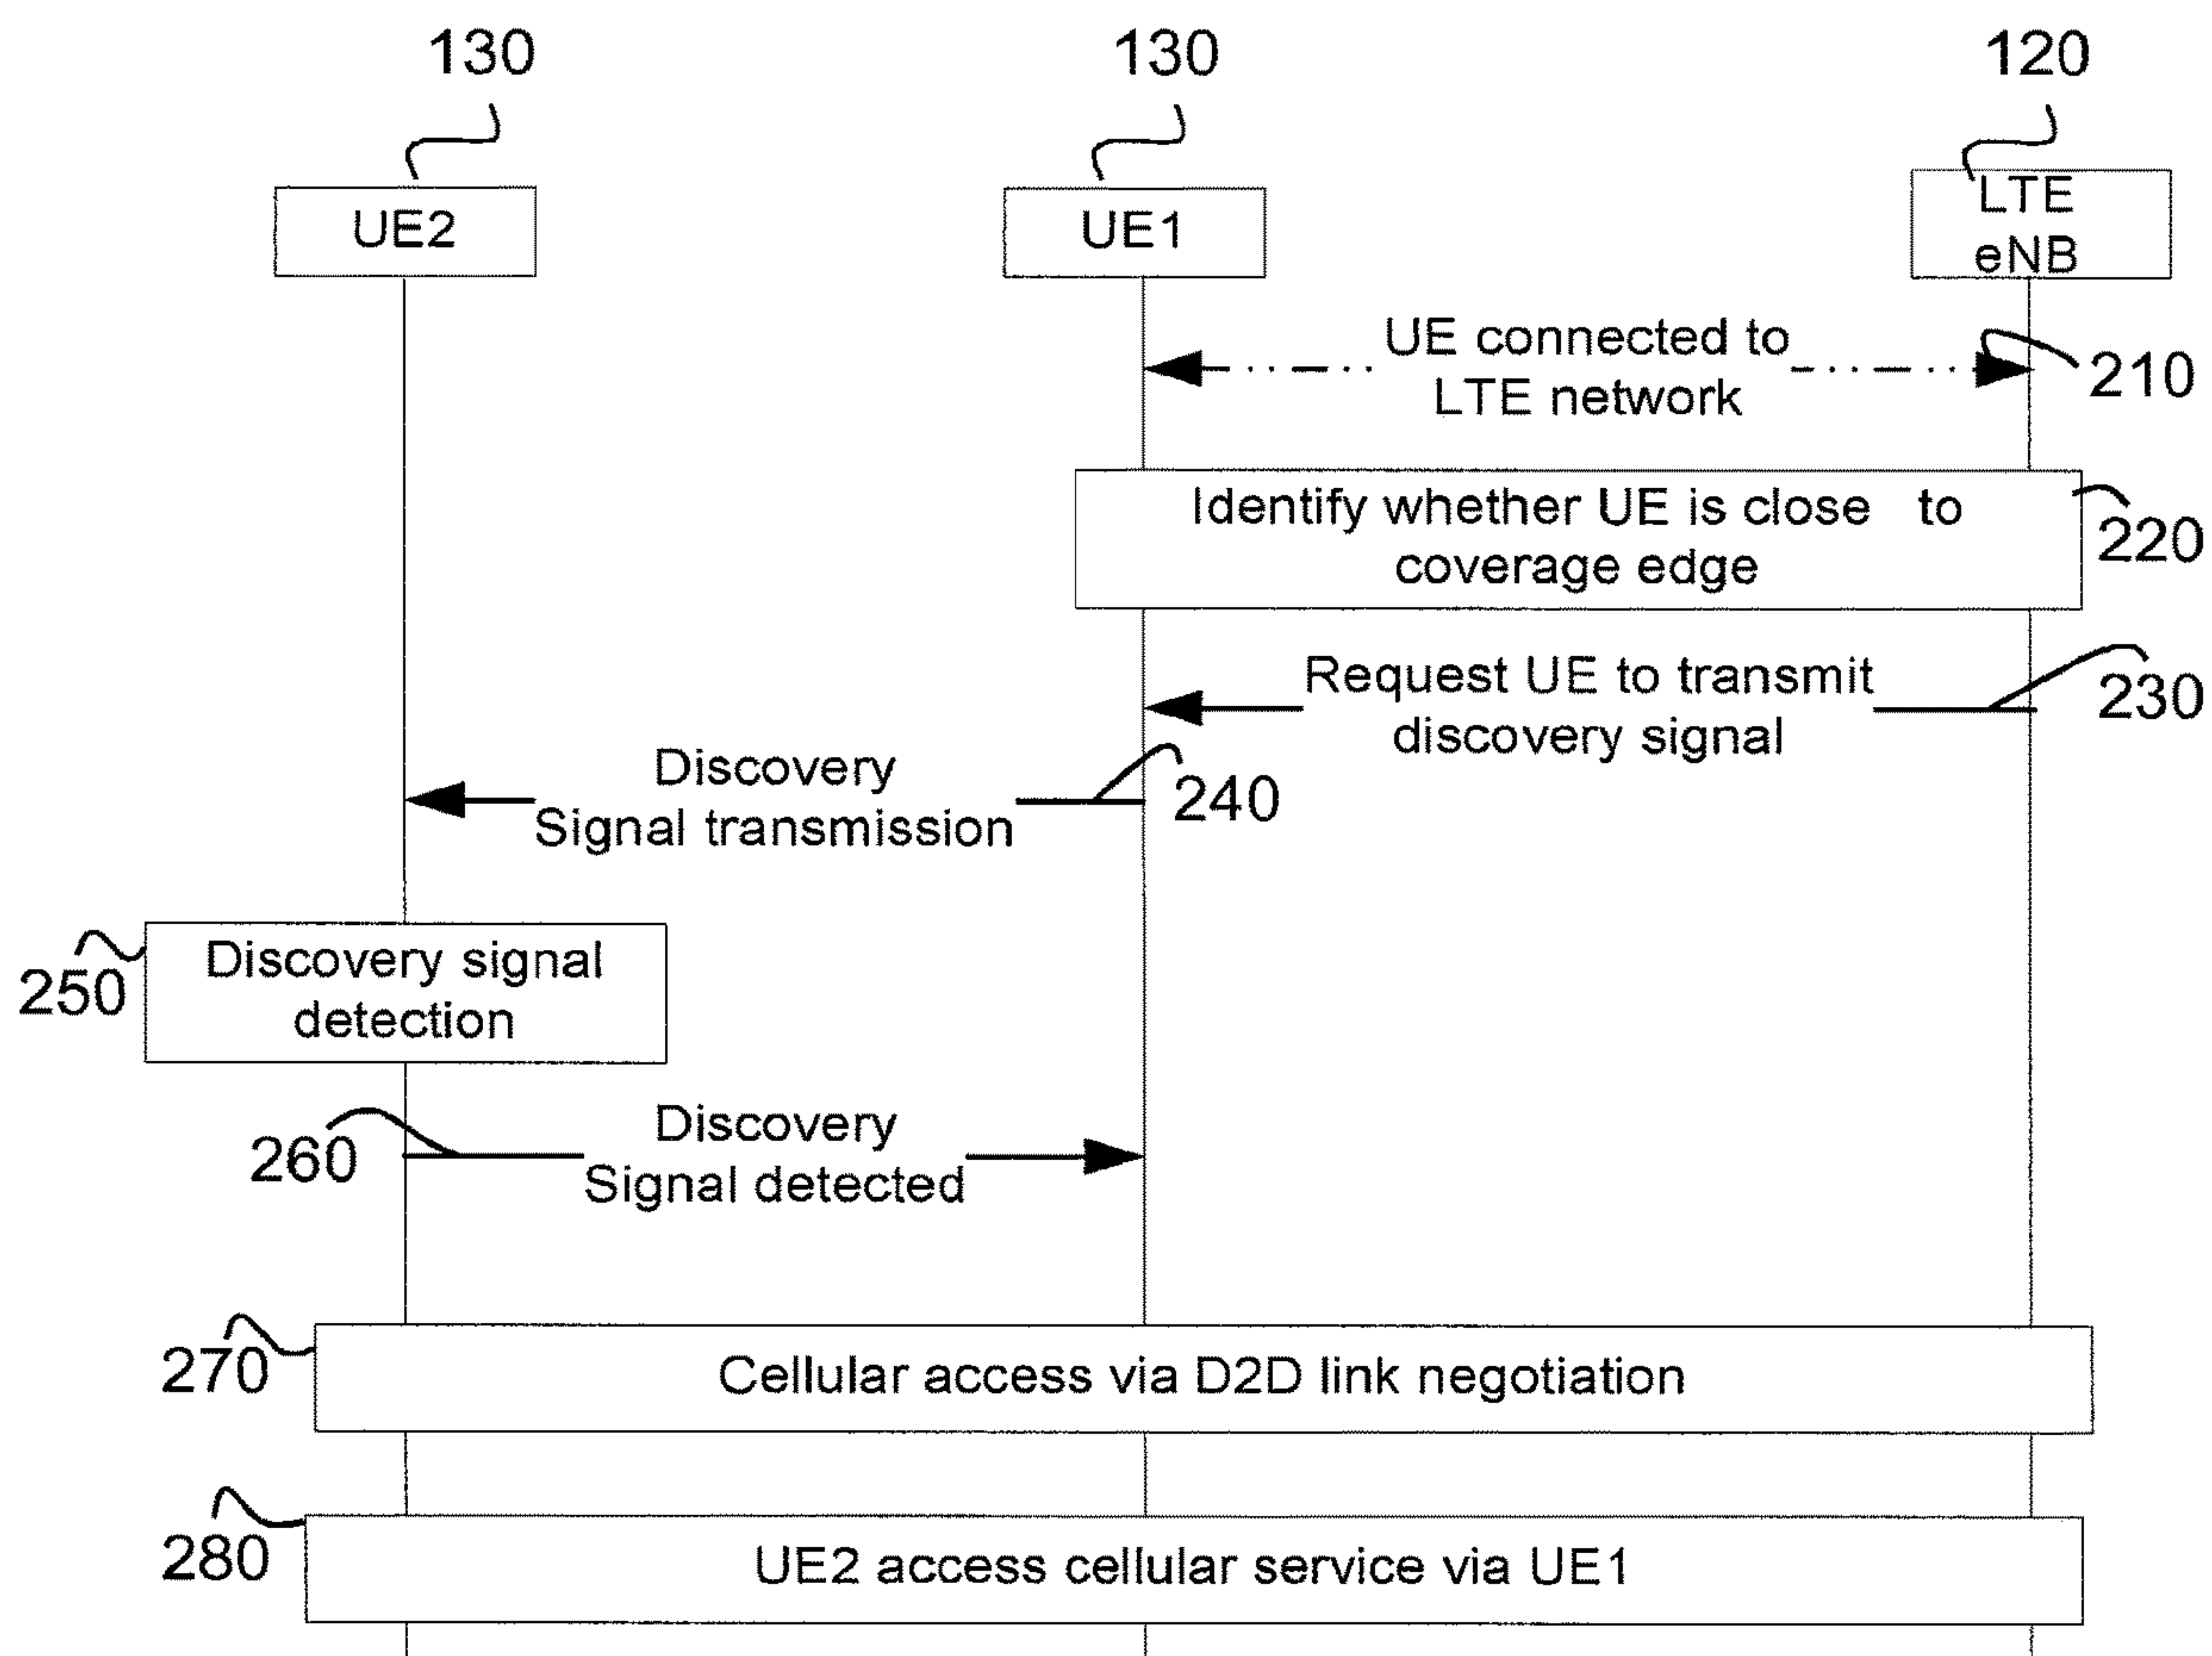 130
130
120
UE2
UE1
LTE
eNB
UE connected to
LTE network
210
Identify whether UE is close to
coverage edge
220
Request UE to transmit
discovery signal
230
Discovery
Signal transmission
240
Discovery signal
detection
250
Discovery
Signal detected
260
Cellular access via D2D link negotiation
270
UE2 access cellular service via UE1
280